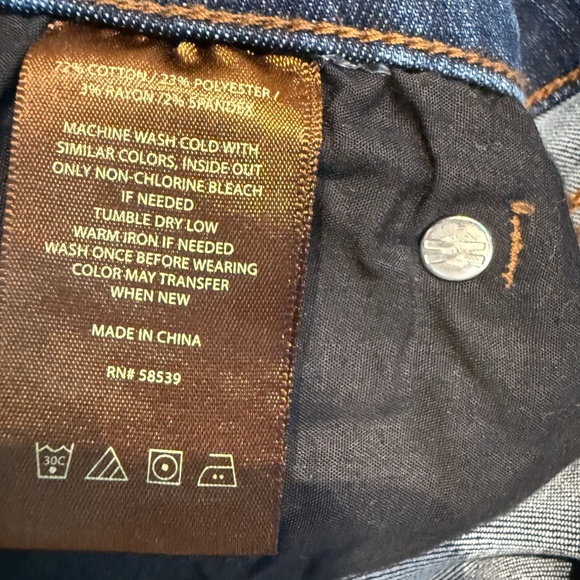 72% COTTON / 23% POLYESTER /
3% RAYON / 2% SPANDEX
MACHINE WASH COLD WITH
SIMILAR COLORS, INSIDE OUT
ONLY NON-CHLORINE BLEACH
IF NEEDED
TUMBLE DRY LOW
WARM IRON IF NEEDED
WASH ONCE BEFORE WEARING
COLOR MAY TRANSFER
WHEN NEW
MADE IN CHINA
RN# 58539
30C